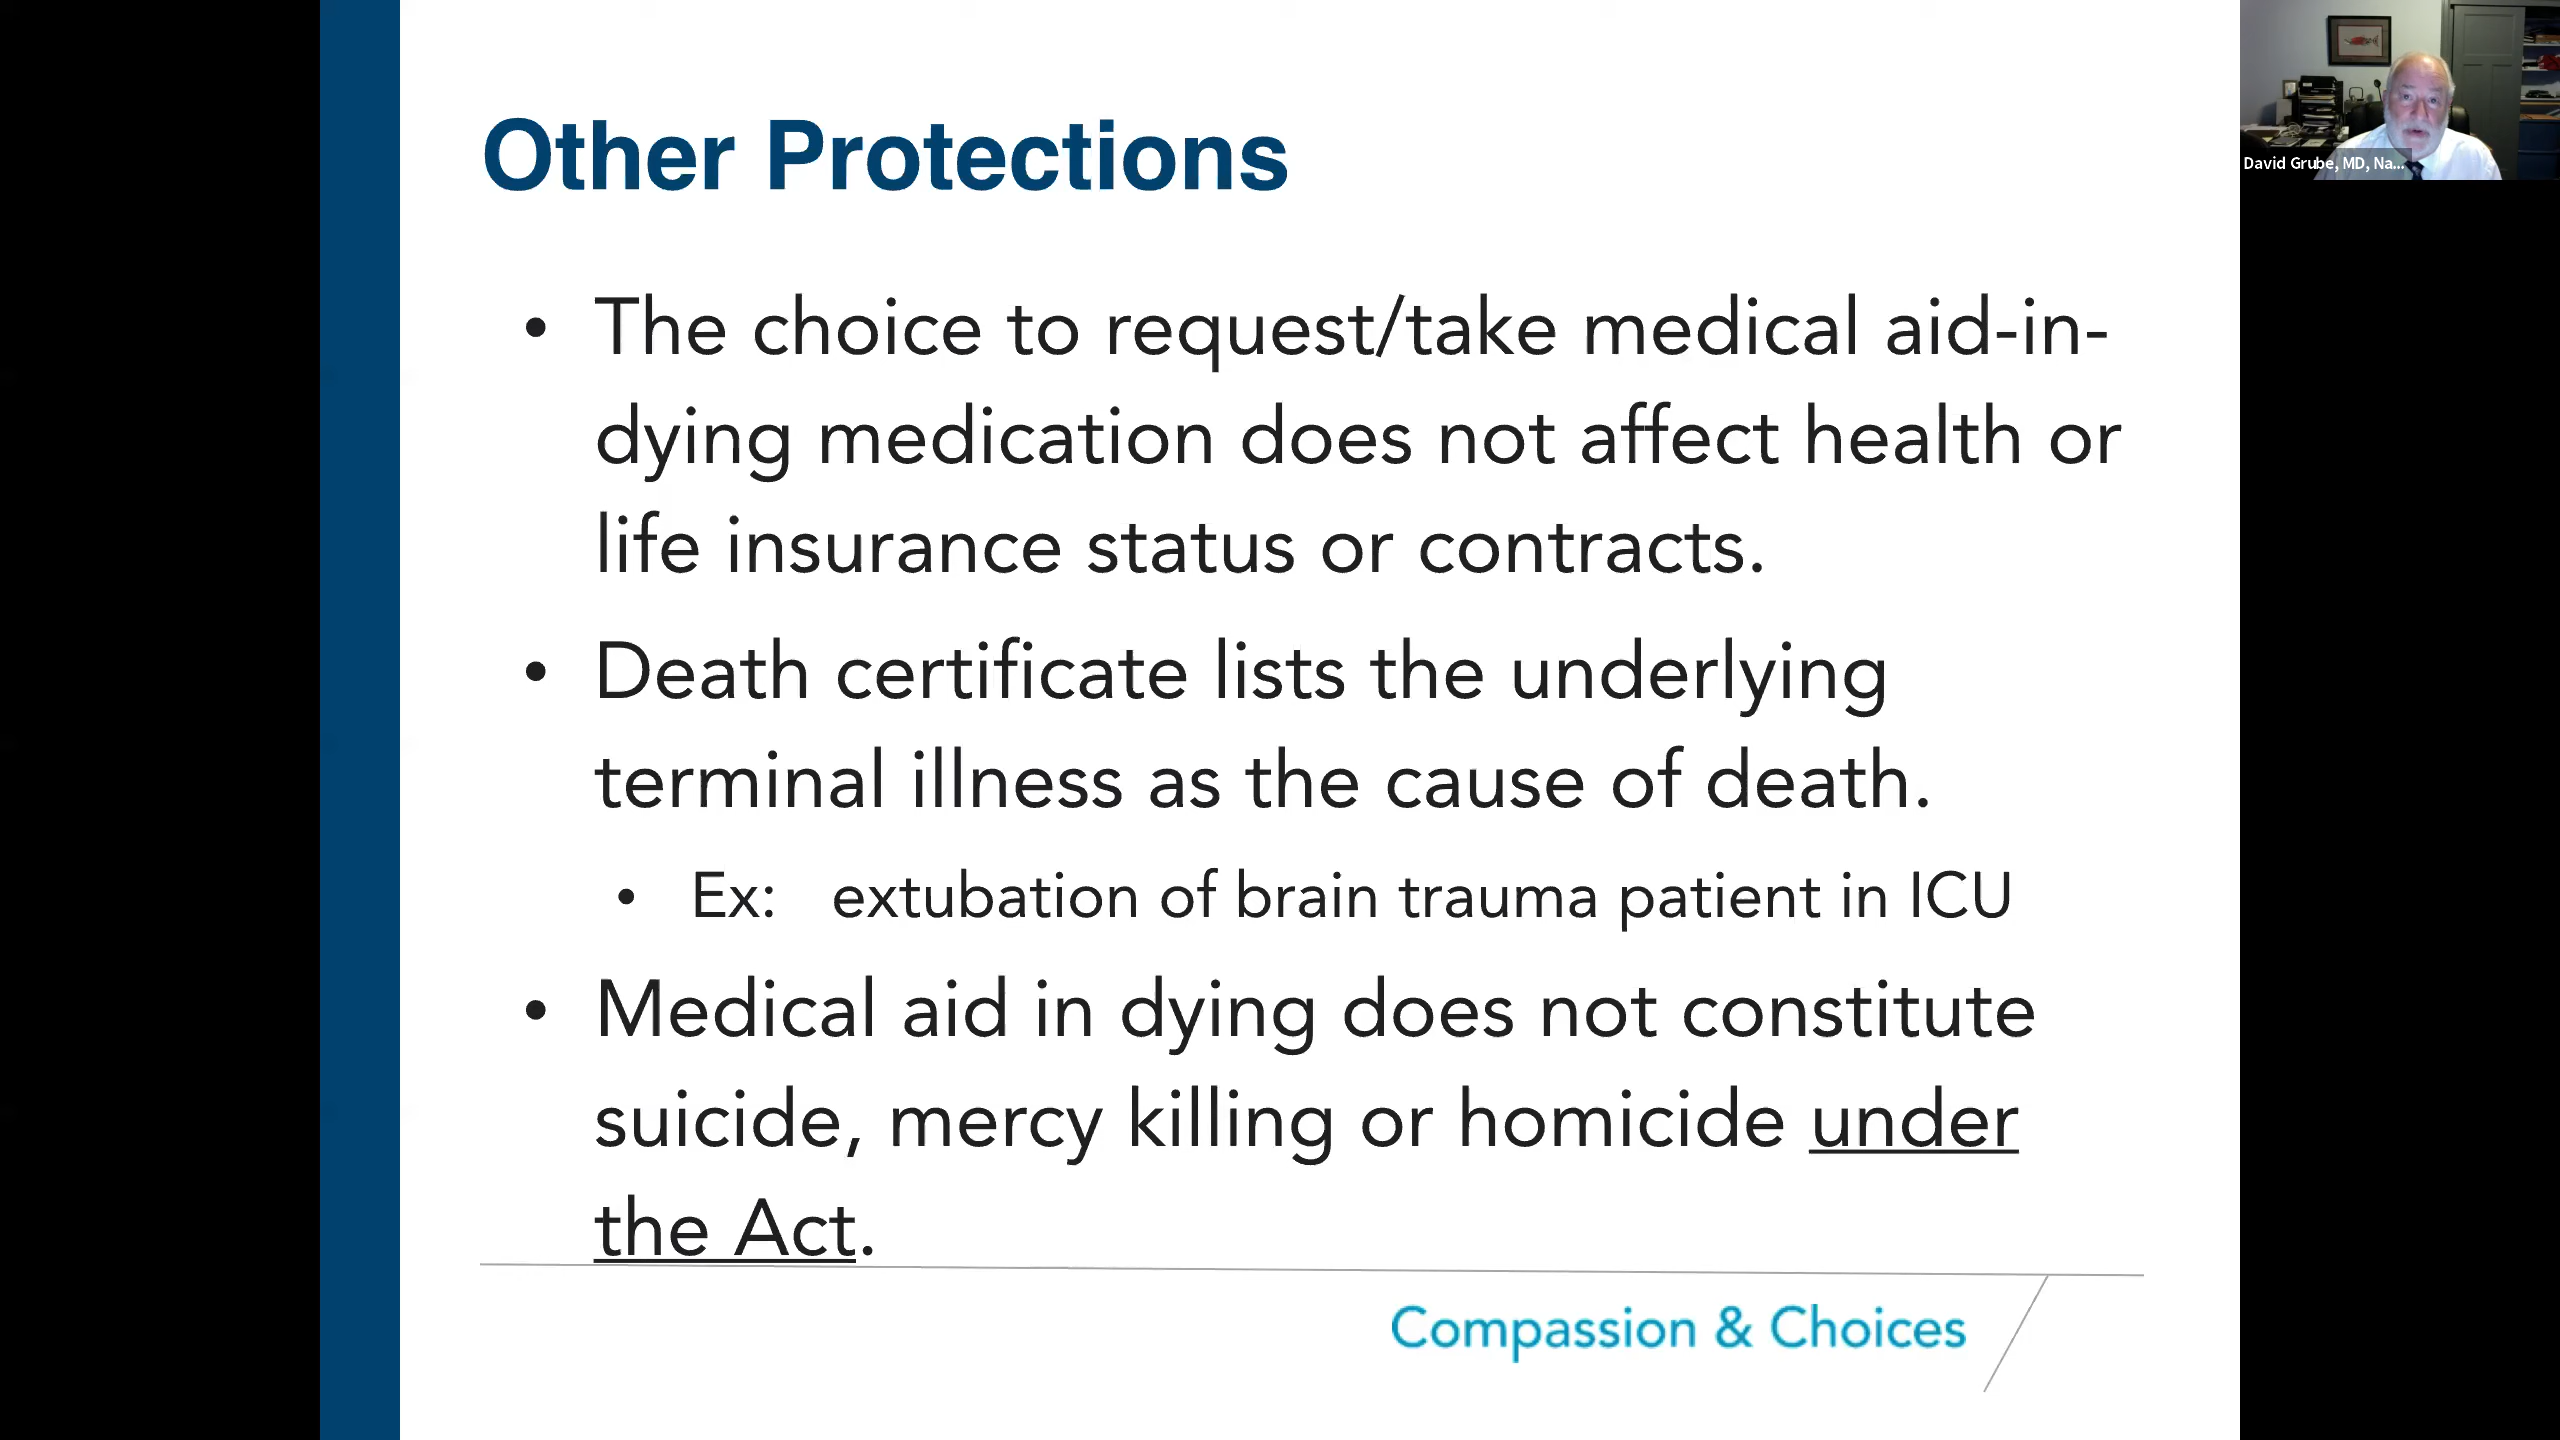 Other Protections
• The choice to request/take medical aid-in-
dying medication does not affect health or
life insurance status or contracts.
• Death certificate lists the underlying
terminal illness as the cause of death.
• Ex: extubation of brain trauma patient in ICU
• Medical aid in dying does not constitute
suicide, mercy killing or homicide under
the Act.
Compassion & Choices
David Grube, MD, Na...